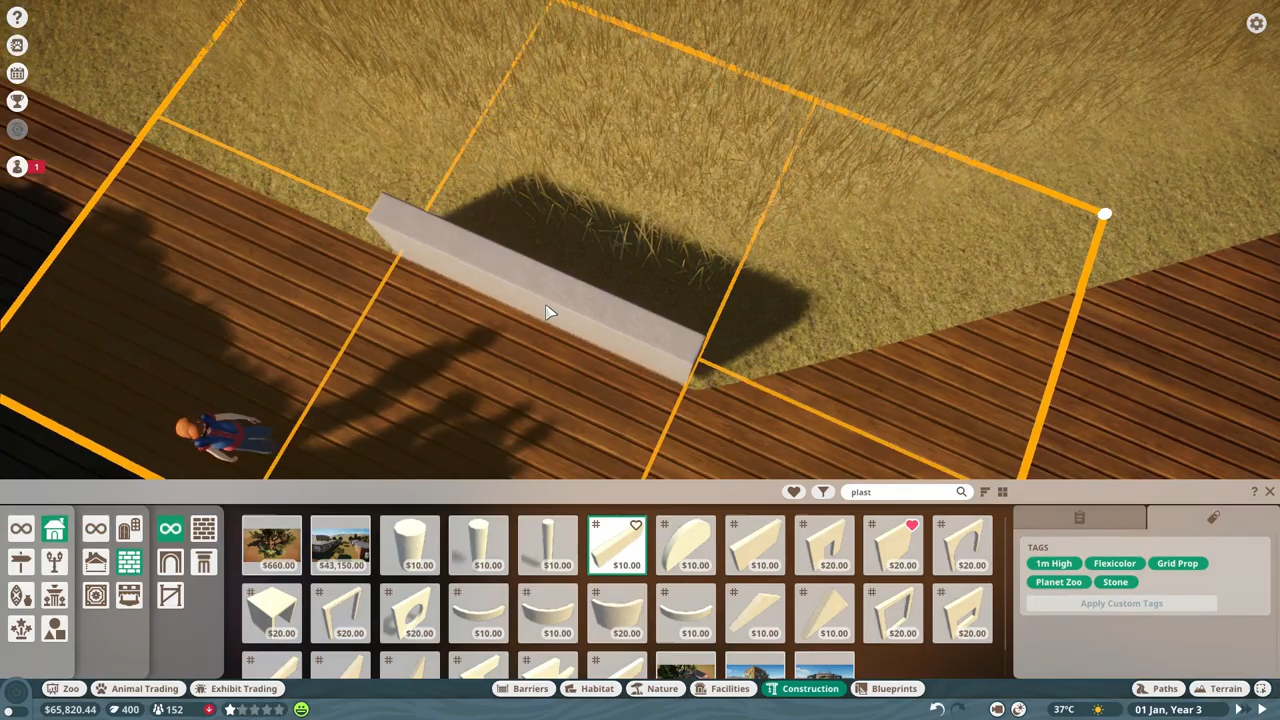 ?
1
plast
?
$660.00 $43,150.00 $10.00 $10.00 $10.00 $10.00 $10.00 $10.00 $20.00 $20.00 $10.00
$20.00 $20.00 $20.00 $10.00 $10.00 $20.00 $10.00 $10.00 $10.00 $20.00 $20.00
TAGS
1m High Flexicolor Grid Prop
Planet Zoo Stone
Apply Custom Tags
Zoo Animal Trading Exhibit Trading Barriers Habitat Nature Facilities Construction Blueprints Paths Terrain
$65,820.44 400 152 37°C 01 Jan, Year 3